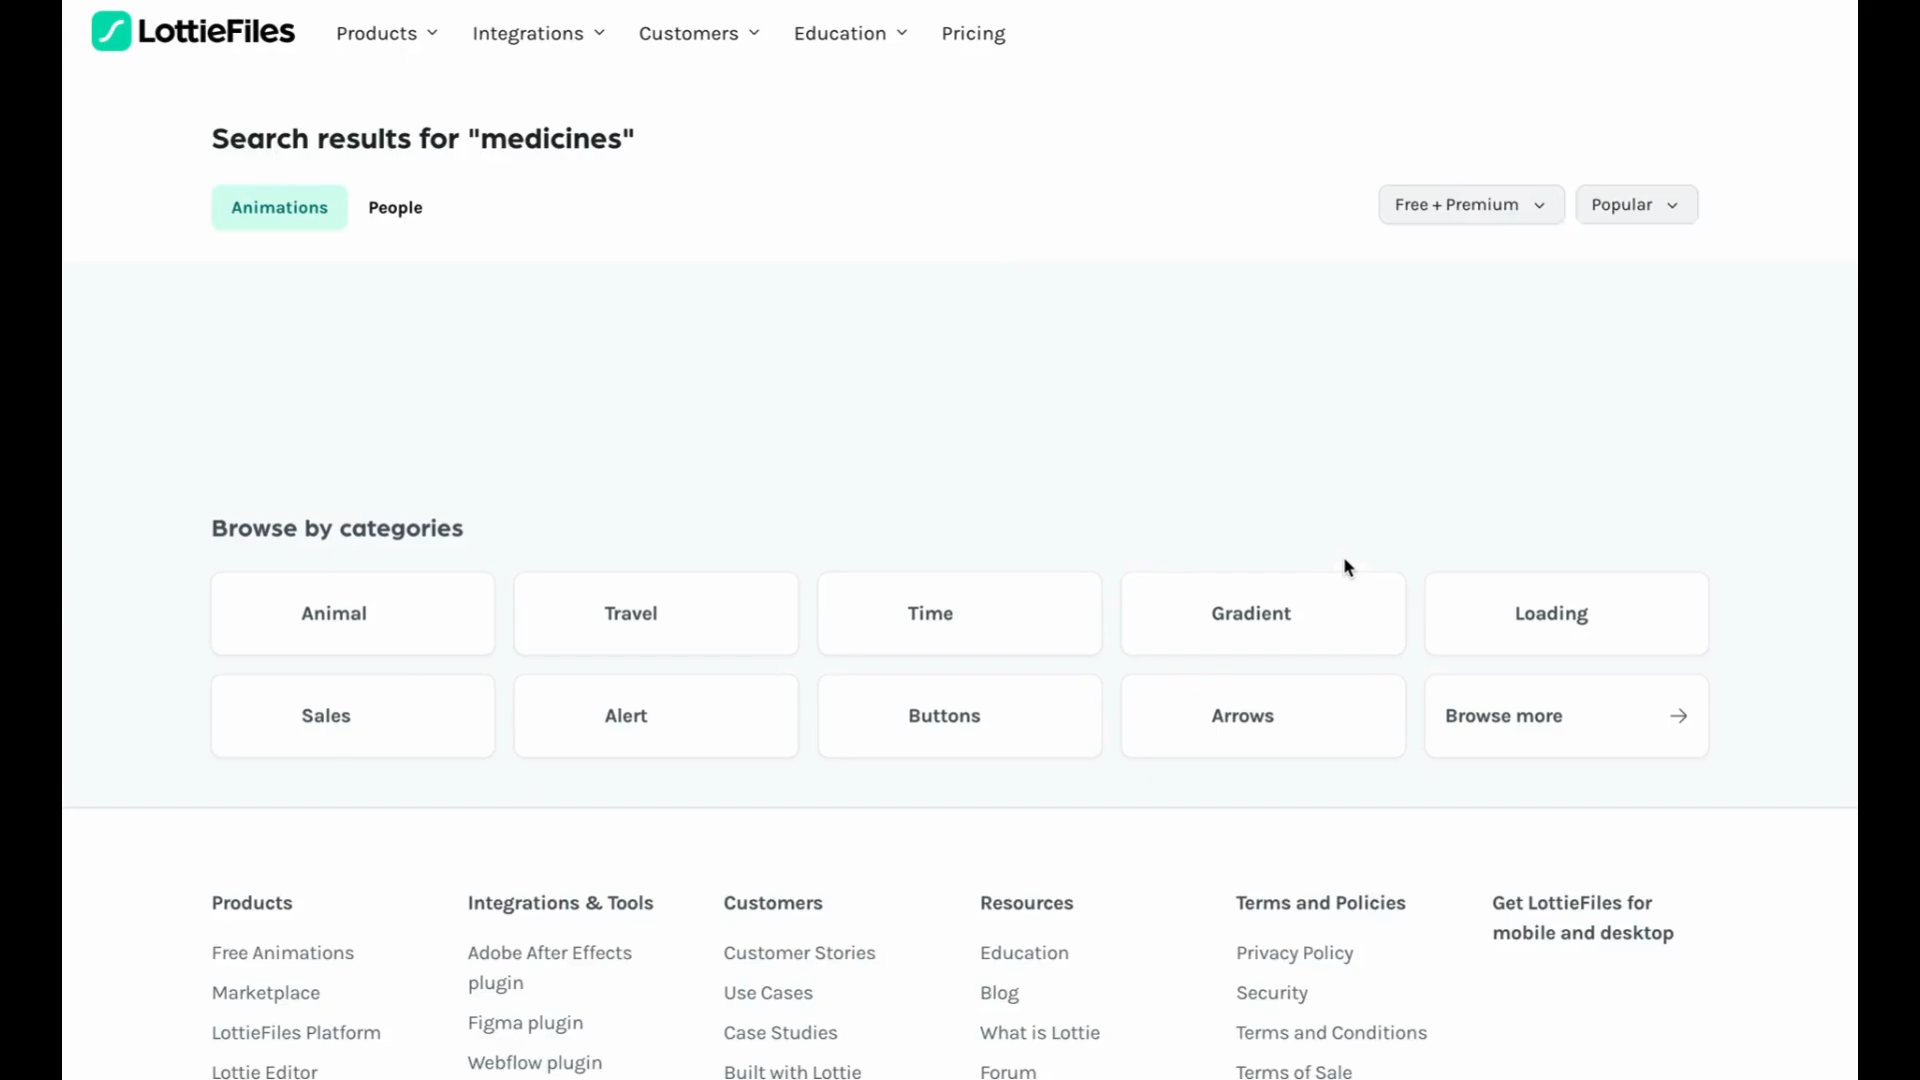 LottieFiles
Products
Integrations
Customers
Education
Pricing
Search results for "medicines"
Animations
People
Free + Premium
Popular
Browse by categories
Animal
Travel
Time
Gradient
Loading
Sales
Alert
Buttons
Arrows
Browse more
Products
Free Animations
Marketplace
LottieFiles Platform
Lottie Editor
Integrations & Tools
Adobe After Effects
plugin
Figma plugin
Webflow plugin
Customers
Customer Stories
Use Cases
Case Studies
Built with Lottie
Resources
Education
Blog
What is Lottie
Forum
Terms and Policies
Privacy Policy
Security
Terms and Conditions
Terms of Sale
Get LottieFiles for
mobile and desktop